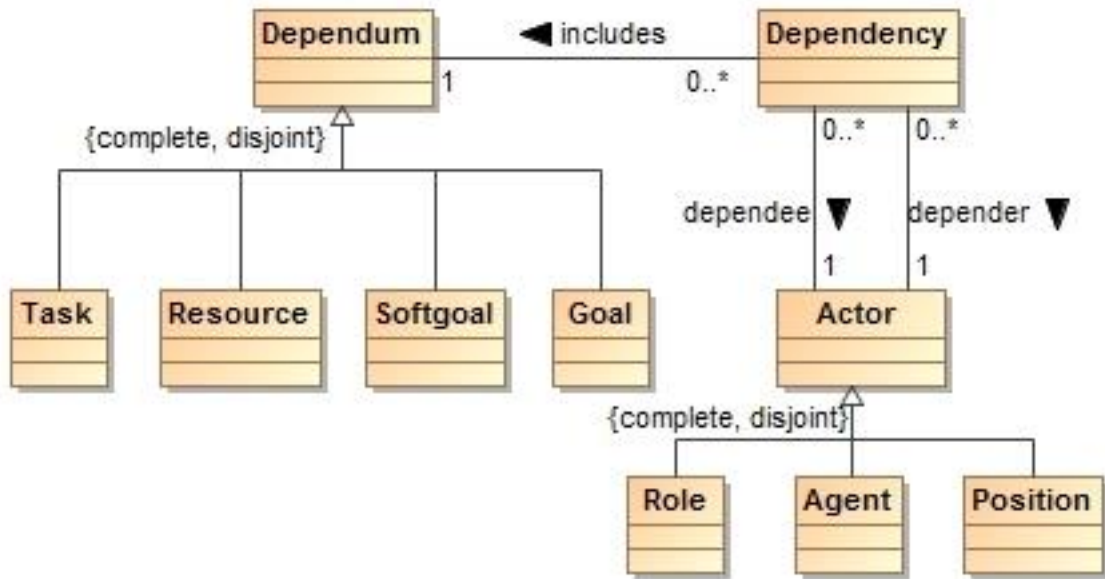 Dependum
◀ includes
Dependency
1
0..*
0..*
0..*
{complete, disjoint}
dependee ▼
depender ▼
1
1
Task
Resource
Softgoal
Goal
Actor
{complete, disjoint}
Role
Agent
Position